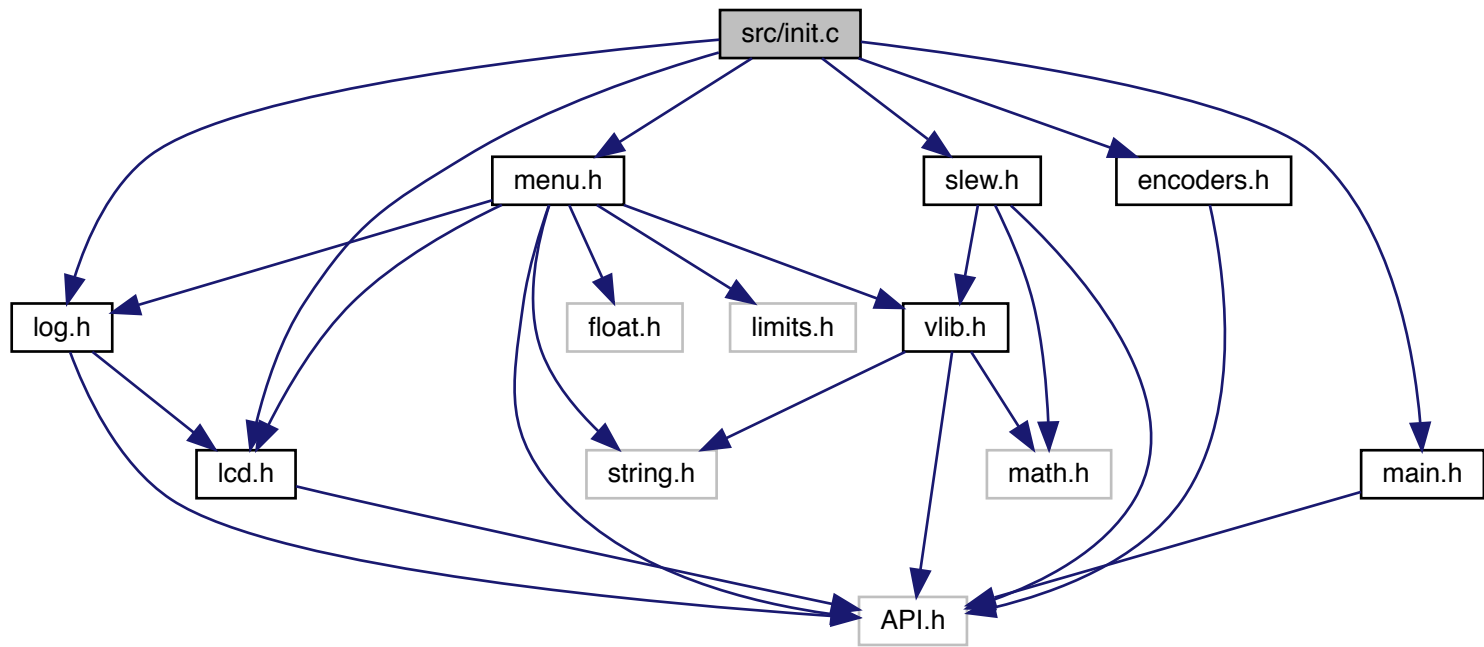 src/init.c
menu.h
slew.h
encoders.h
log.h
float.h
limits.h
vlib.h
lcd.h
string.h
math.h
main.h
API.h